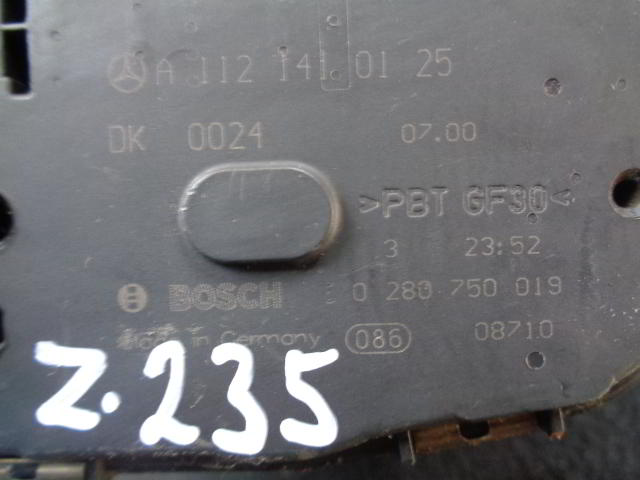 A 112 141 01 25
DK 0024 07.00
>PBT GF30<
3 23:52
BOSCH 0 280 750 019
Made in Germany 086 08710
Z.235